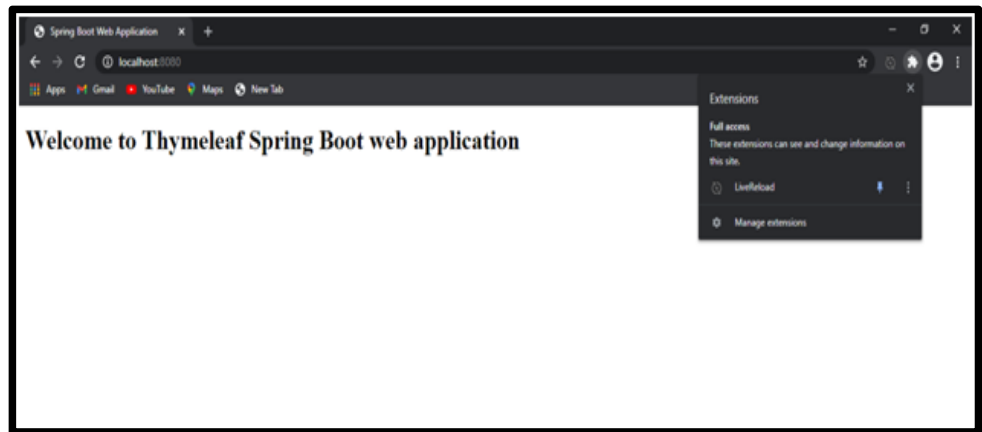 Spring Boot Web Application
localhost:8080
Apps Gmail YouTube Maps New Tab
Welcome to Thymeleaf Spring Boot web application
Extensions
Full access
These extensions can see and change information on
this site.
LiveReload
Manage extensions